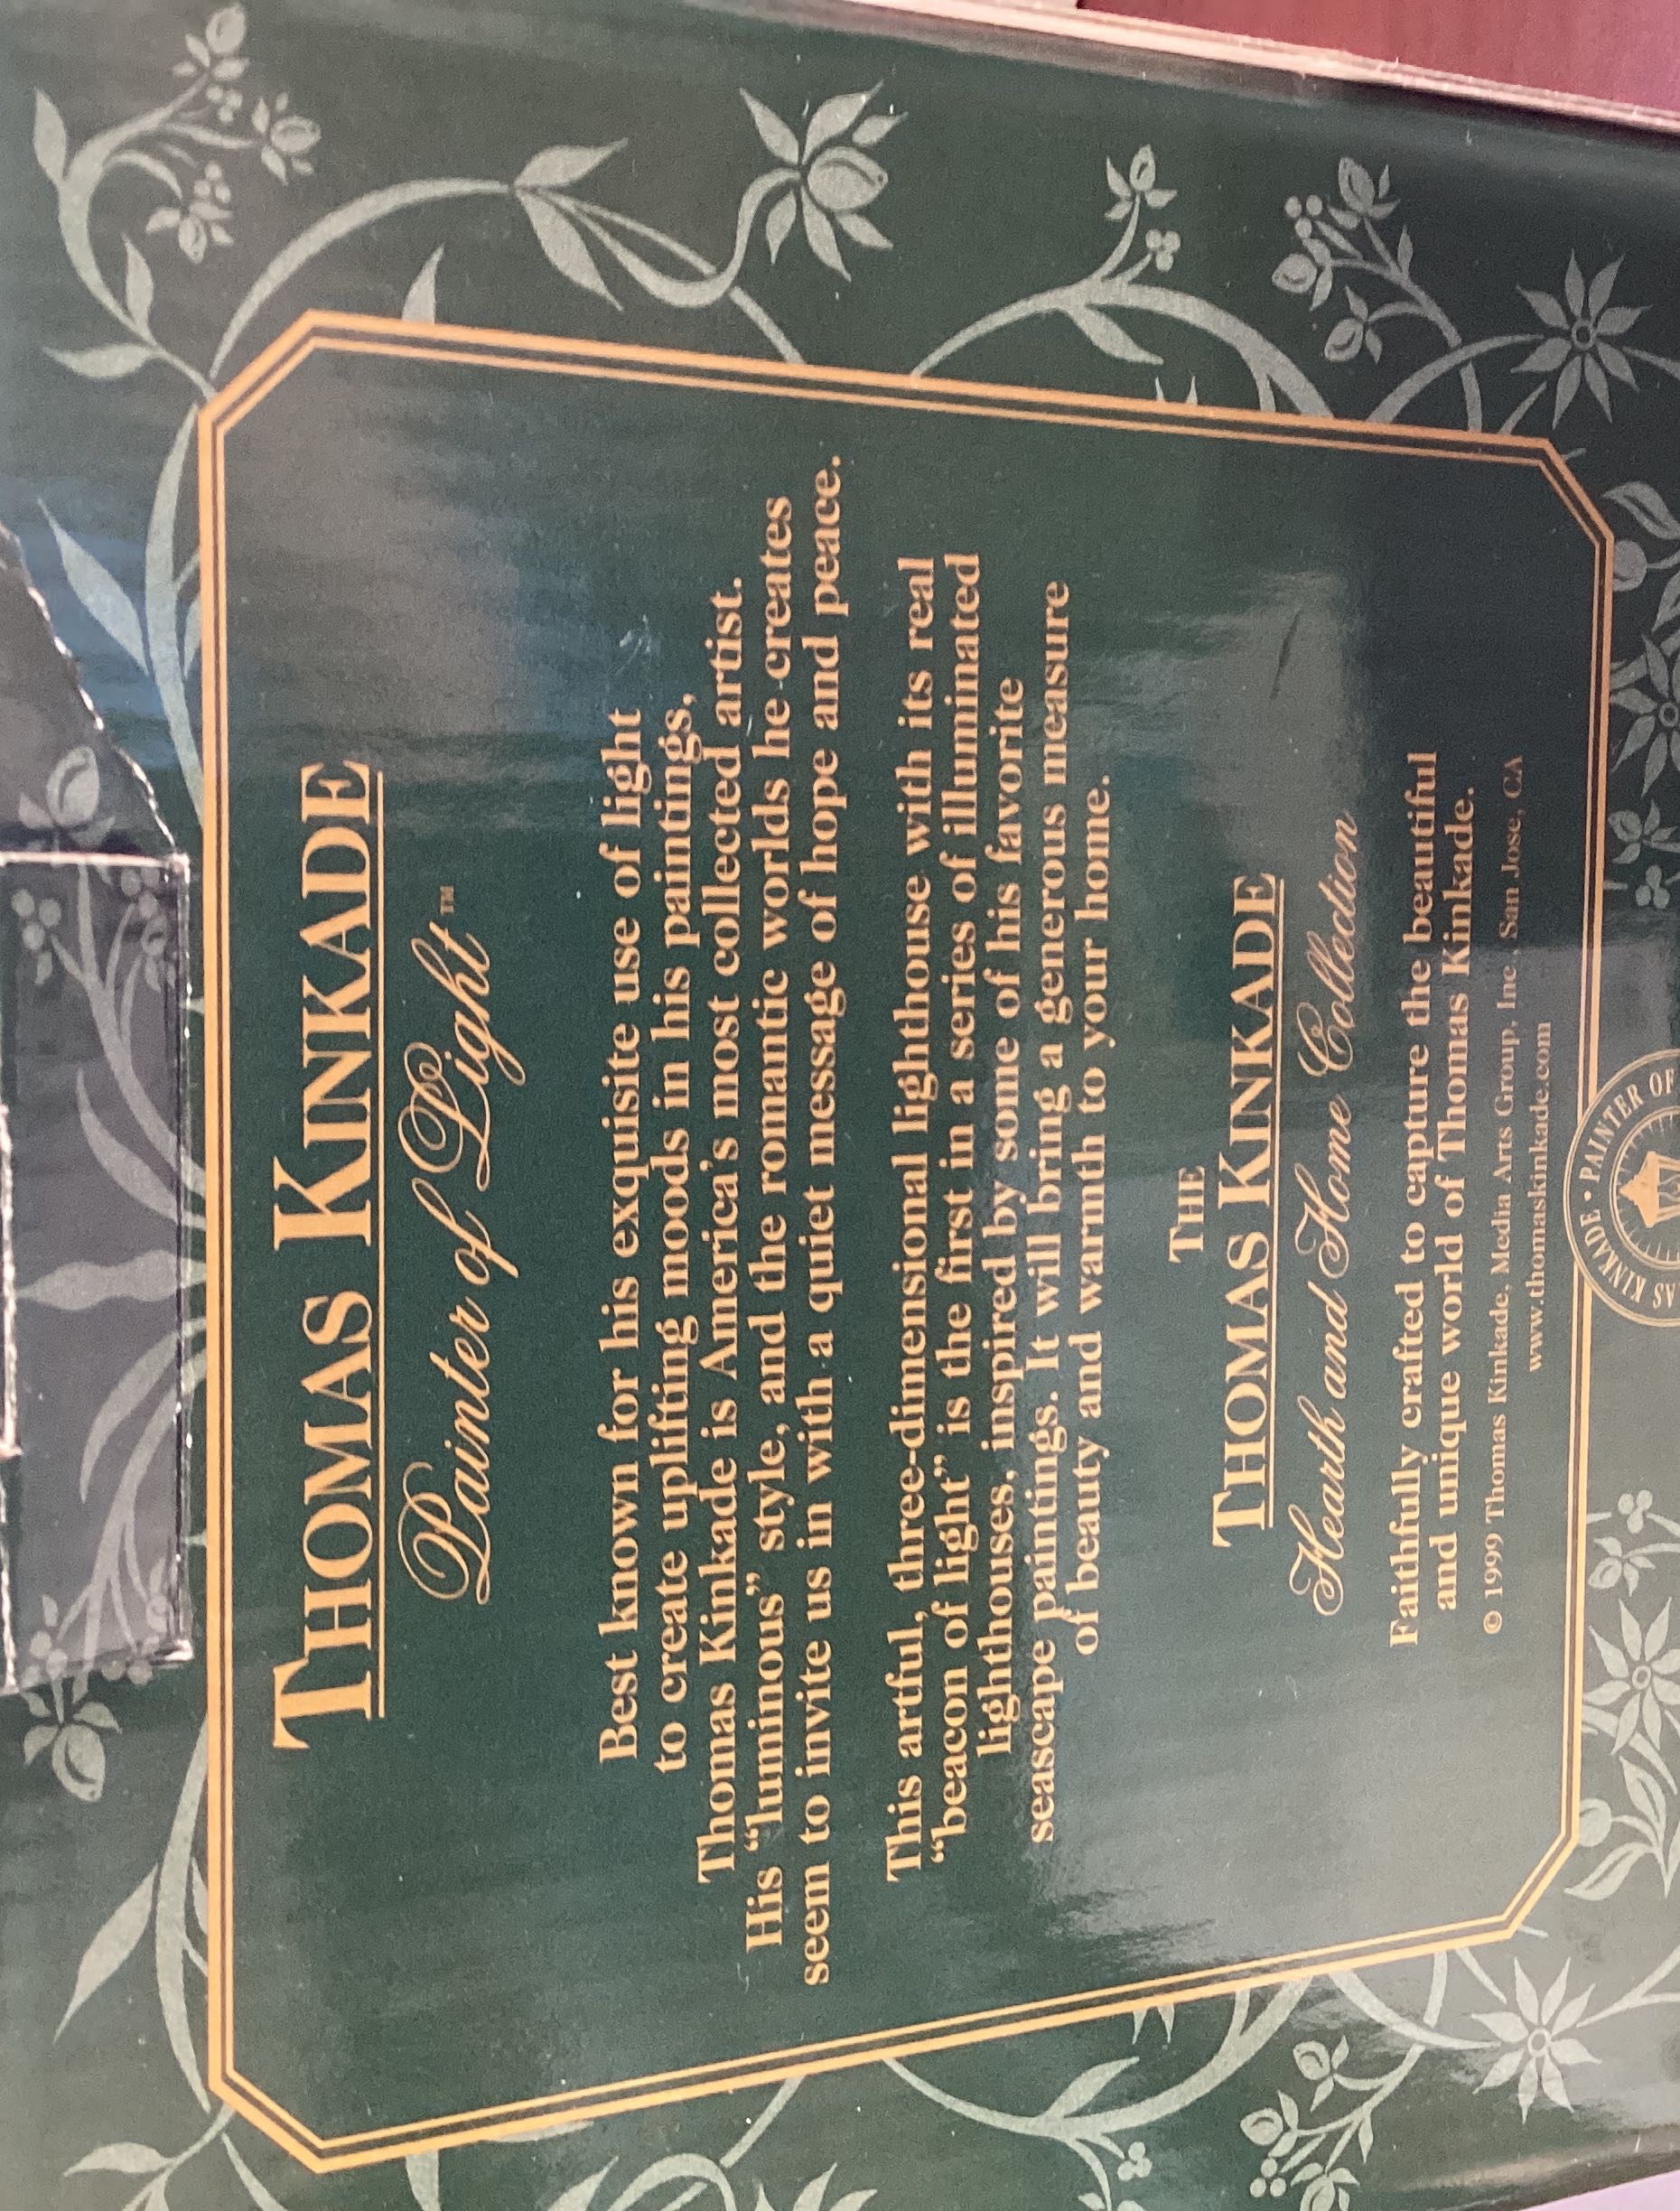 THOMAS KINKADE
Painter of Light™
Best known for his exquisite use of light
to create uplifting moods in his paintings,
Thomas Kinkade is America's most collected artist.
His “luminous” style, and the romantic worlds he creates
seem to invite us in with a quiet message of hope and peace.
This artful, three-dimensional lighthouse with its real
“beacon of light” is the first in a series of illuminated
lighthouses, inspired by some of his favorite
seascape paintings. It will bring a generous measure
of beauty and warmth to your home.
THE
THOMAS KINKADE
Hearth and Home Collection
Faithfully crafted to capture the beautiful
and unique world of Thomas Kinkade.
© 1999 Thomas Kinkade, Media Arts Group, Inc., San Jose, CA
www.thomaskinkade.com
AS KINKADE • PAINTER OF